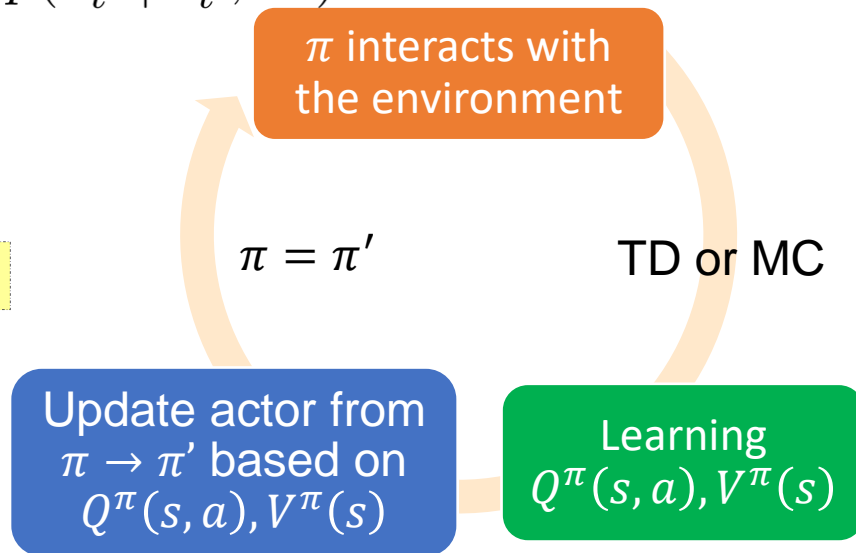 π interacts with
the environment
π = π′
TD or MC
Update actor from
π → π’ based on
Q^π(s, a), V^π(s)
Learning
Q^π(s, a), V^π(s)